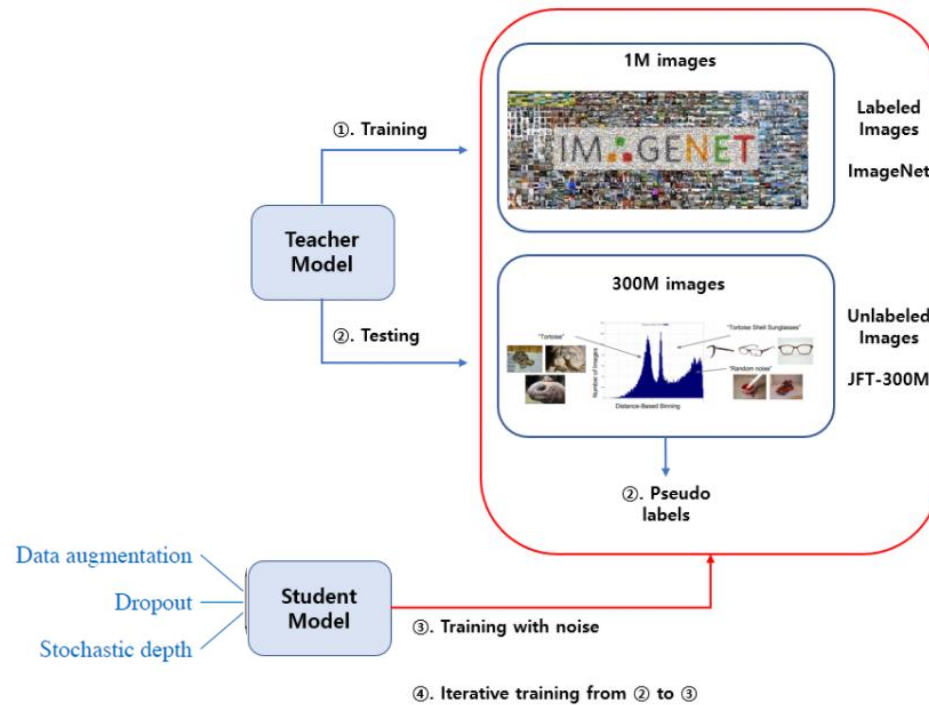 1M images
IMAGENET
Labeled
Images
ImageNet
①. Training
Teacher
Model
②. Testing
300M images
"Tortoise"
"Tortoise Shell Sunglasses"
"Random noise"
Number of Images
Distance-Based Binning
Unlabeled
Images
JFT-300M
②. Pseudo
labels
Data augmentation
Dropout
Stochastic depth
Student
Model
③. Training with noise
④. Iterative training from ② to ③